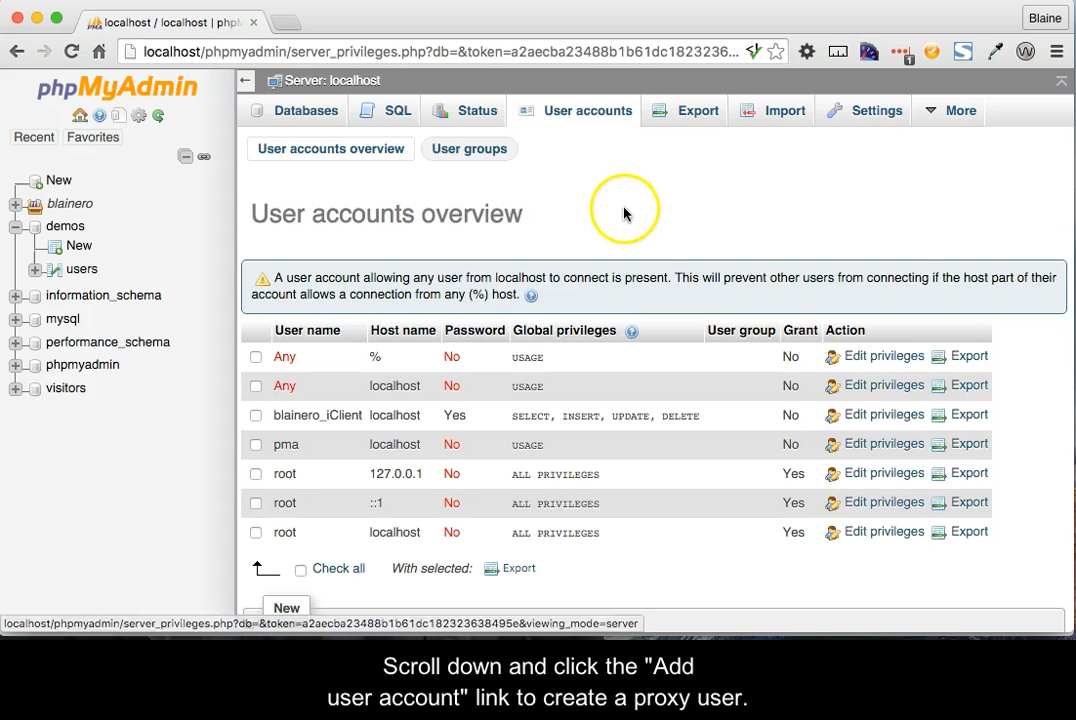 localhost / localhost | phpM
Blaine
localhost/phpmyadmin/server_privileges.php?db=&token=a2aecba23488b1b61dc1823236...
1
phpMyAdmin
Recent
Favorites
New
blainero
demos
New
users
information_schema
mysql
performance_schema
phpmyadmin
visitors
Server: localhost
Databases
SQL
Status
User accounts
Export
Import
Settings
More
User accounts overview
User groups
User accounts overview
A user account allowing any user from localhost to connect is present. This will prevent other users from connecting if the host part of their
account allows a connection from any (%) host.
User name Host name Password Global privileges User group Grant Action
Any % No USAGE No Edit privileges Export
Any localhost No USAGE No Edit privileges Export
blainero_iClient localhost Yes SELECT, INSERT, UPDATE, DELETE No Edit privileges Export
pma localhost No USAGE No Edit privileges Export
root 127.0.0.1 No ALL PRIVILEGES Yes Edit privileges Export
root ::1 No ALL PRIVILEGES Yes Edit privileges Export
root localhost No ALL PRIVILEGES Yes Edit privileges Export
Check all With selected: Export
New
localhost/phpmyadmin/server_privileges.php?db=&token=a2aecba23488b1b61dc182323638495e&viewing_mode=server
Scroll down and click the "Add
user account" link to create a proxy user.